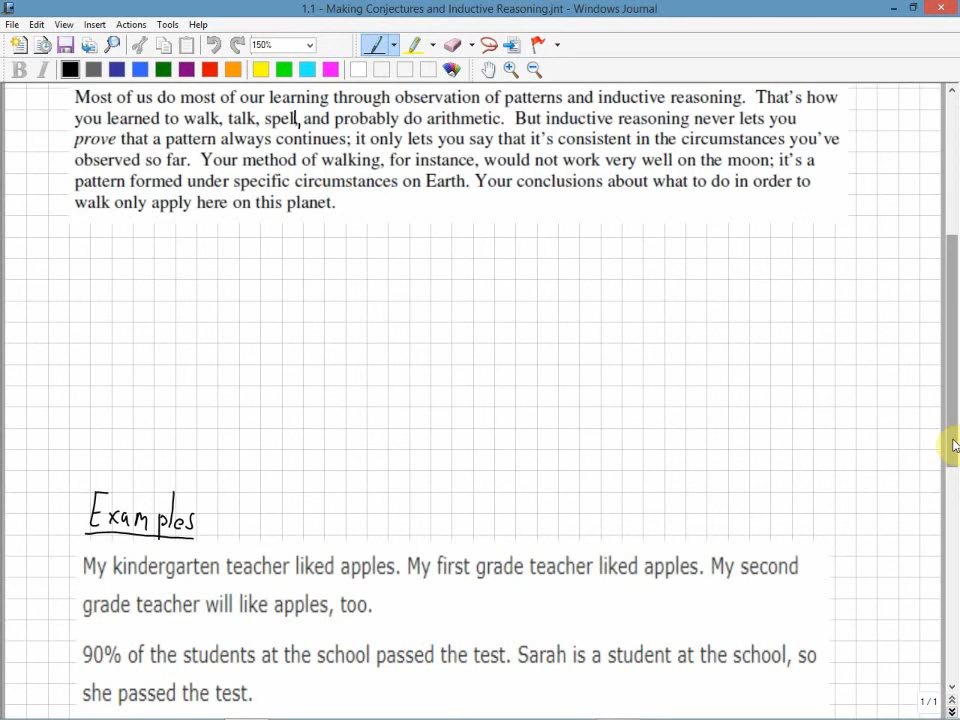 1.1 - Making Conjectures and Inductive Reasoning.jnt - Windows Journal
File Edit View Insert Actions Tools Help
150%
B I
Most of us do most of our learning through observation of patterns and inductive reasoning. That's how
you learned to walk, talk, spell, and probably do arithmetic. But inductive reasoning never lets you
prove that a pattern always continues; it only lets you say that it's consistent in the circumstances you've
observed so far. Your method of walking, for instance, would not work very well on the moon; it's a
pattern formed under specific circumstances on Earth. Your conclusions about what to do in order to
walk only apply here on this planet.
Examples
My kindergarten teacher liked apples. My first grade teacher liked apples. My second
grade teacher will like apples, too.
90% of the students at the school passed the test. Sarah is a student at the school, so
she passed the test.
1 / 1